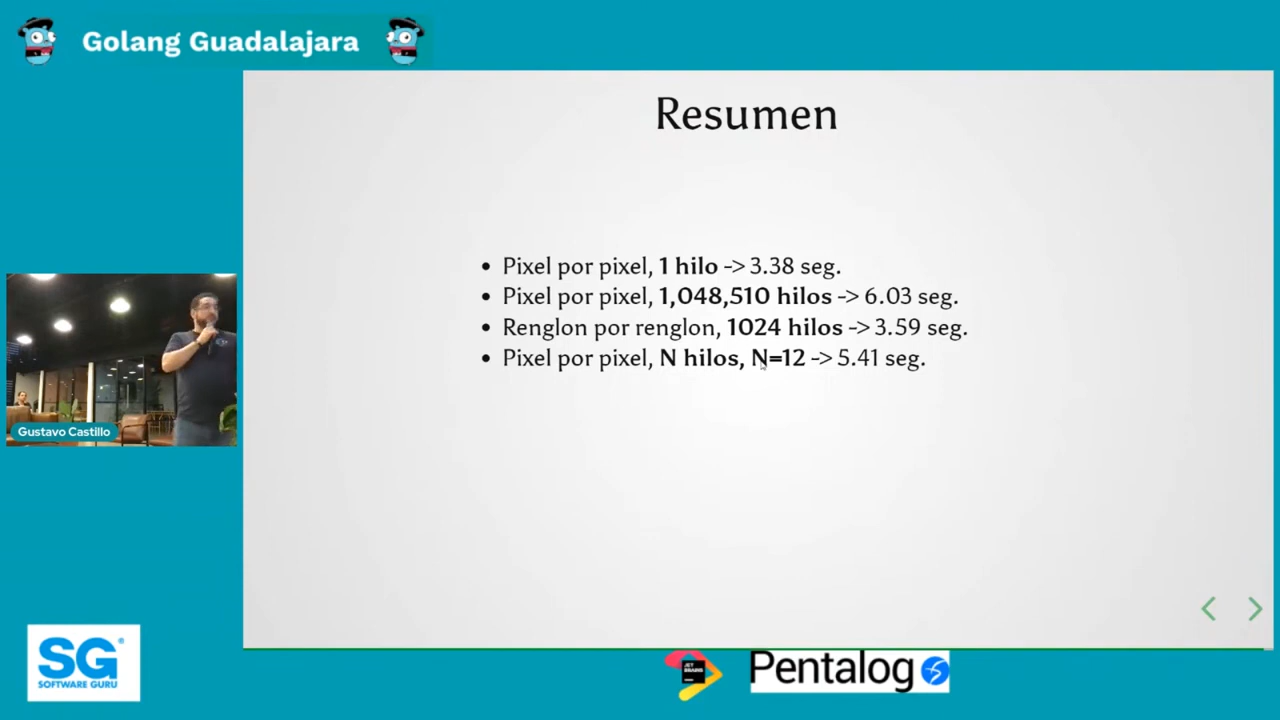 Golang Guadalajara
Resumen
• Pixel por pixel, 1 hilo -> 3.38 seg.
• Pixel por pixel, 1,048,510 hilos -> 6.03 seg.
• Renglon por renglon, 1024 hilos -> 3.59 seg.
• Pixel por pixel, N hilos, N=12 -> 5.41 seg.
Gustavo Castillo
SG®
SOFTWARE GURU
JET
BRAINS
Pentalog